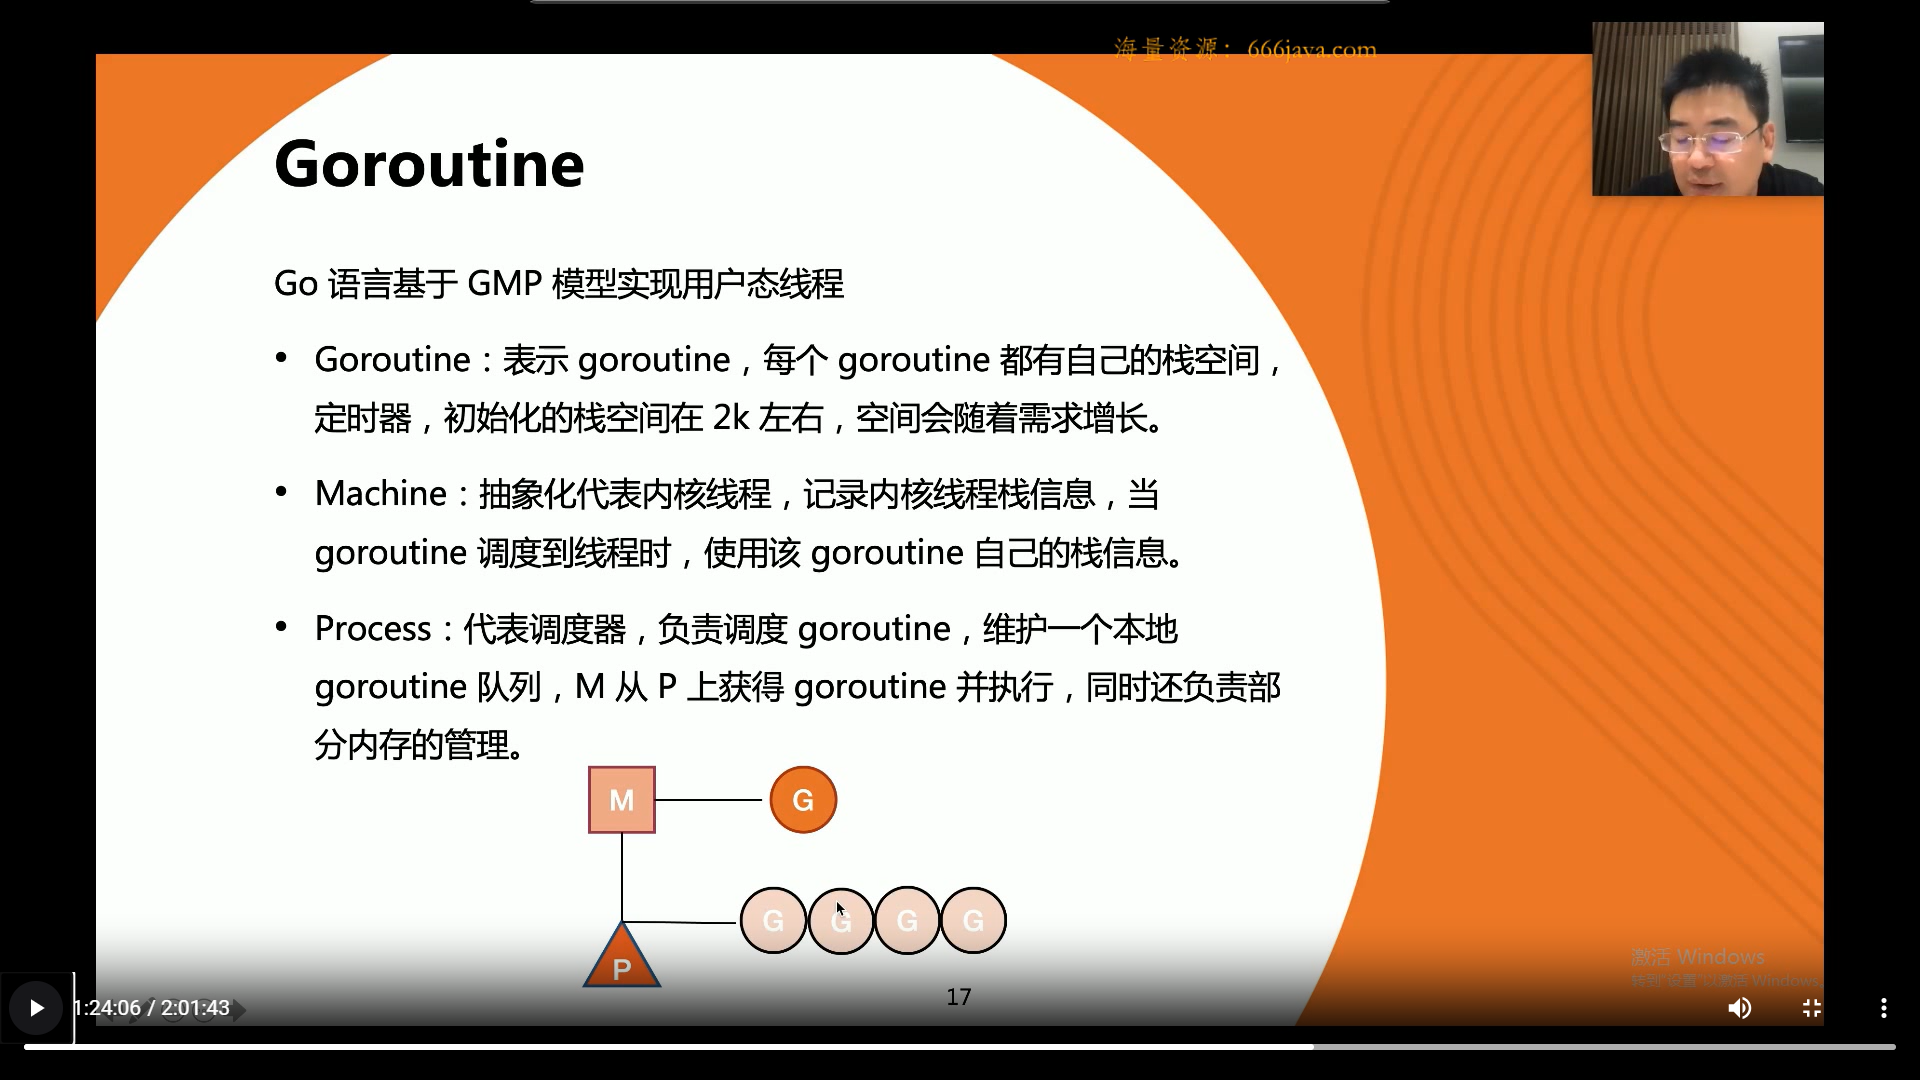 海量资源：666java.com
Goroutine
Go 语言基于 GMP 模型实现用户态线程
• Goroutine：表示 goroutine，每个 goroutine 都有自己的栈空间，
定时器，初始化的栈空间在 2k 左右，空间会随着需求增长。
• Machine：抽象化代表内核线程，记录内核线程栈信息，当
goroutine 调度到线程时，使用该 goroutine 自己的栈信息。
• Process：代表调度器，负责调度 goroutine，维护一个本地
goroutine 队列，M 从 P 上获得 goroutine 并执行，同时还负责部
分内存的管理。
M G
G G G G
P
激活 Windows
转到"设置"以激活 Windows。
17
1:24:06 / 2:01:43